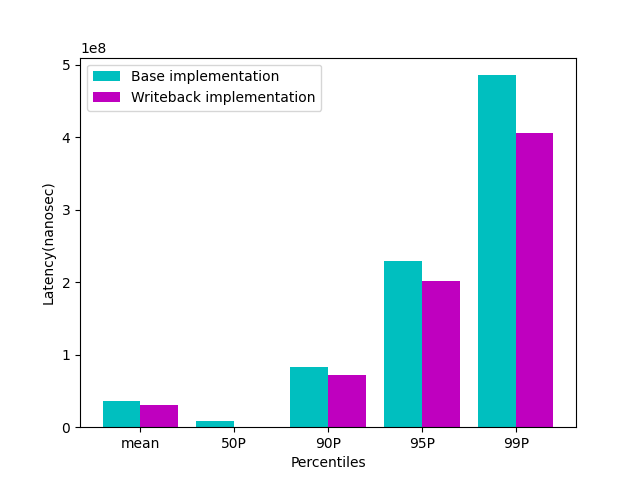 1e8
5
4
3
2
1
0
Latency(nanosec)
Base implementation
Writeback implementation
mean 50P 90P 95P 99P
Percentiles